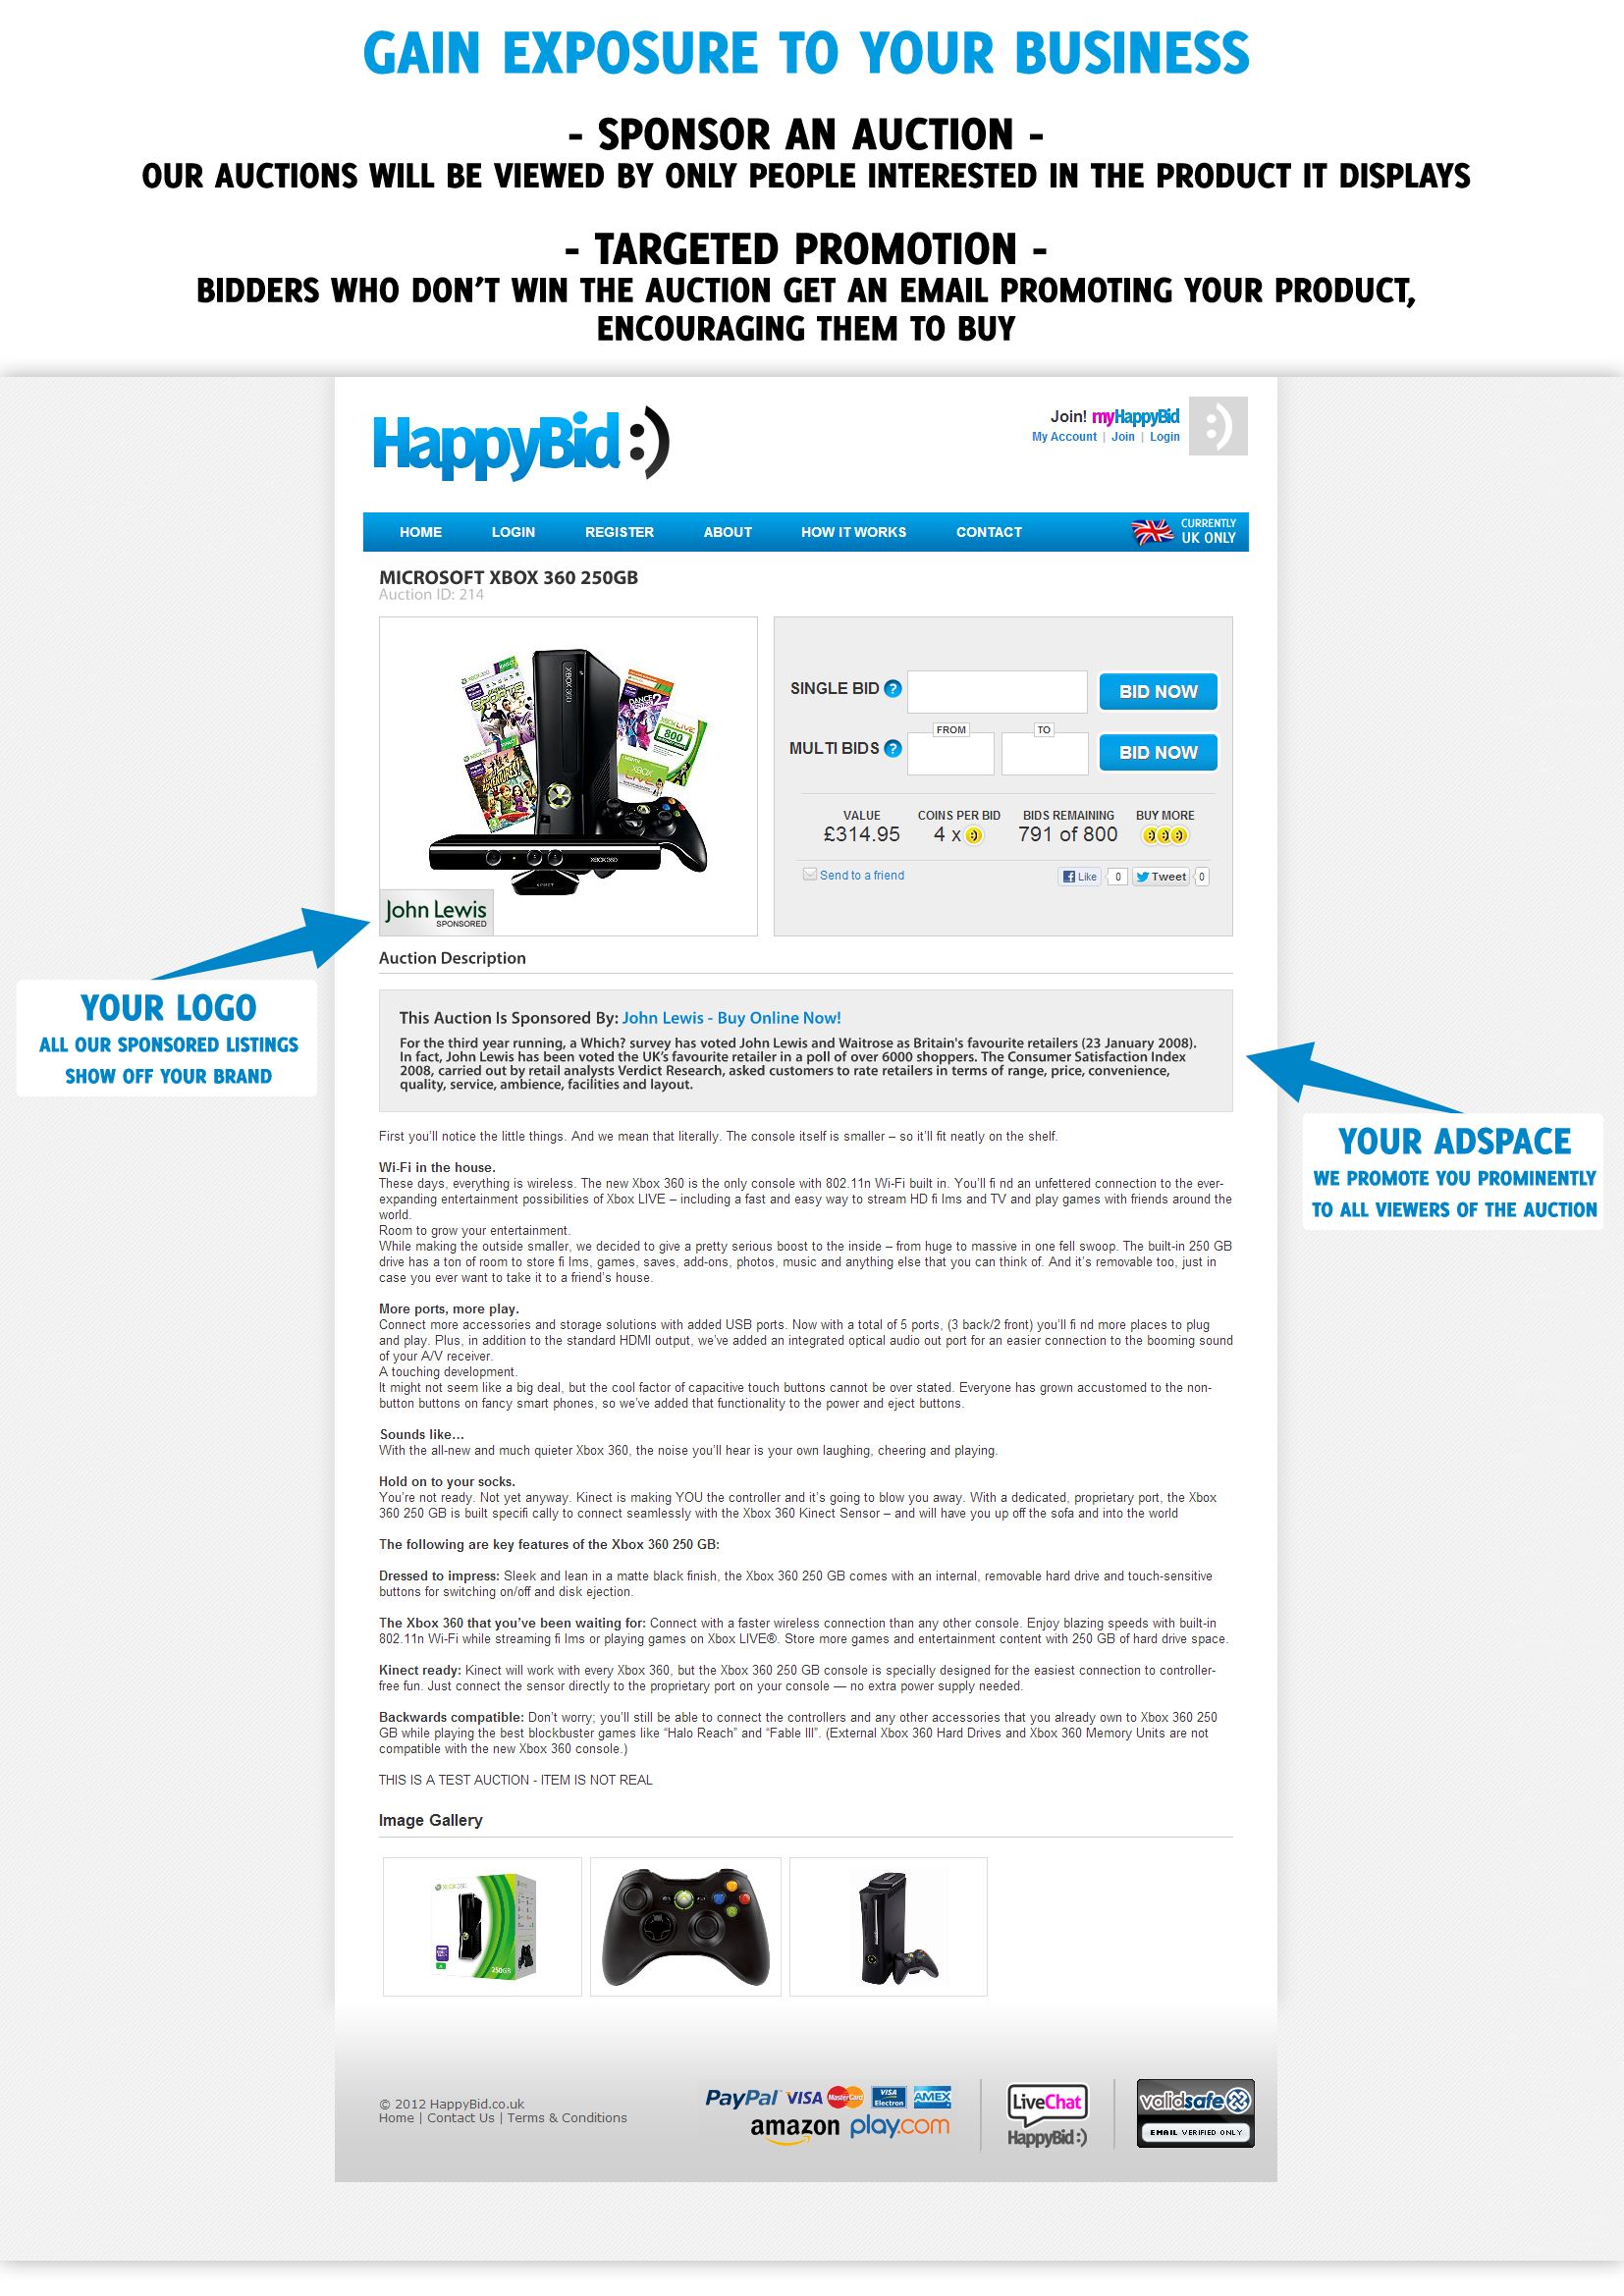 GAIN EXPOSURE TO YOUR BUSINESS
- SPONSOR AN AUCTION -
OUR AUCTIONS WILL BE VIEWED BY ONLY PEOPLE INTERESTED IN THE PRODUCT IT DISPLAYS
- TARGETED PROMOTION -
BIDDERS WHO DON'T WIN THE AUCTION GET AN EMAIL PROMOTING YOUR PRODUCT,
ENCOURAGING THEM TO BUY
HappyBid :)
Join! myHappyBid
My Account | Join | Login
HOME LOGIN REGISTER ABOUT HOW IT WORKS CONTACT
CURRENTLY
UK ONLY
MICROSOFT XBOX 360 250GB
Auction ID: 214
XBOX 360
SPORTS
ADVENTURES
DANCE
800
XBOX
LIVE
XBOX360
John Lewis
SPONSORED
SINGLE BID ? BID NOW
FROM TO
MULTI BIDS ? BID NOW
VALUE COINS PER BID BIDS REMAINING BUY MORE
£314.95 4 x 791 of 800
Send to a friend
Like 0 Tweet 0
YOUR LOGO
ALL OUR SPONSORED LISTINGS
SHOW OFF YOUR BRAND
Auction Description
This Auction Is Sponsored By: John Lewis - Buy Online Now!
For the third year running, a Which? survey has voted John Lewis and Waitrose as Britain's favourite retailers (23 January 2008).
In fact, John Lewis has been voted the UK's favourite retailer in a poll of over 6000 shoppers. The Consumer Satisfaction Index
2008, carried out by retail analysts Verdict Research, asked customers to rate retailers in terms of range, price, convenience,
quality, service, ambience, facilities and layout.
YOUR ADSPACE
WE PROMOTE YOU PROMINENTLY
TO ALL VIEWERS OF THE AUCTION
First you'll notice the little things. And we mean that literally. The console itself is smaller – so it'll fit neatly on the shelf.
Wi-Fi in the house.
These days, everything is wireless. The new Xbox 360 is the only console with 802.11n Wi-Fi built in. You'll fi nd an unfettered connection to the ever-
expanding entertainment possibilities of Xbox LIVE – including a fast and easy way to stream HD fi lms and TV and play games with friends around the
world.
Room to grow your entertainment.
While making the outside smaller, we decided to give a pretty serious boost to the inside – from huge to massive in one fell swoop. The built-in 250 GB
drive has a ton of room to store fi lms, games, saves, add-ons, photos, music and anything else that you can think of. And it's removable too, just in
case you ever want to take it to a friend's house.
More ports, more play.
Connect more accessories and storage solutions with added USB ports. Now with a total of 5 ports, (3 back/2 front) you'll fi nd more places to plug
and play. Plus, in addition to the standard HDMI output, we've added an integrated optical audio out port for an easier connection to the booming sound
of your A/V receiver.
A touching development.
It might not seem like a big deal, but the cool factor of capacitive touch buttons cannot be over stated. Everyone has grown accustomed to the non-
button buttons on fancy smart phones, so we've added that functionality to the power and eject buttons.
Sounds like…
With the all-new and much quieter Xbox 360, the noise you'll hear is your own laughing, cheering and playing.
Hold on to your socks.
You're not ready. Not yet anyway. Kinect is making YOU the controller and it's going to blow you away. With a dedicated, proprietary port, the Xbox
360 250 GB is built specifi cally to connect seamlessly with the Xbox 360 Kinect Sensor – and will have you up off the sofa and into the world
The following are key features of the Xbox 360 250 GB:
Dressed to impress: Sleek and lean in a matte black finish, the Xbox 360 250 GB comes with an internal, removable hard drive and touch-sensitive
buttons for switching on/off and disk ejection.
The Xbox 360 that you've been waiting for: Connect with a faster wireless connection than any other console. Enjoy blazing speeds with built-in
802.11n Wi-Fi while streaming fi lms or playing games on Xbox LIVE®. Store more games and entertainment content with 250 GB of hard drive space.
Kinect ready: Kinect will work with every Xbox 360, but the Xbox 360 250 GB console is specially designed for the easiest connection to controller-
free fun. Just connect the sensor directly to the proprietary port on your console — no extra power supply needed.
Backwards compatible: Don't worry; you'll still be able to connect the controllers and any other accessories that you already own to Xbox 360 250
GB while playing the best blockbuster games like “Halo Reach” and “Fable III”. (External Xbox 360 Hard Drives and Xbox 360 Memory Units are not
compatible with the new Xbox 360 console.)
THIS IS A TEST AUCTION - ITEM IS NOT REAL
Image Gallery
XBOX 360
250GB
© 2012 HappyBid.co.uk
Home | Contact Us | Terms & Conditions
PayPal VISA MasterCard VISA Electron AMEX
amazon play.com
LiveChat
HappyBid :)
validsafe
EMAIL VERIFIED ONLY